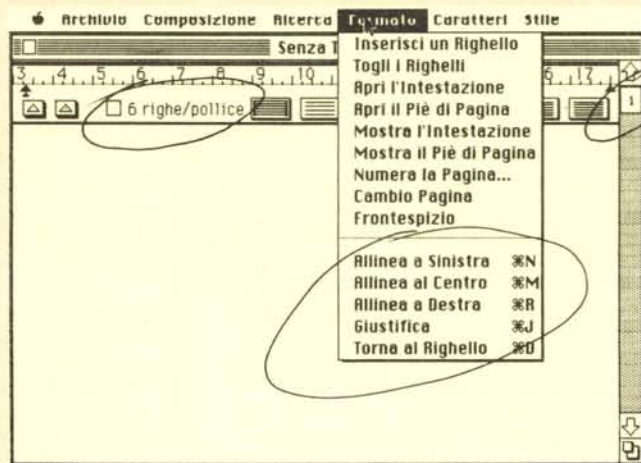 Archivio Composizione Ricerca Formato Caratteri Stile
Senza T
3 4 5 6 7 8 9 10 6 17
6 righe/pollice
1
Inserisci un Righello
Togli i Righelli
Apri l'Intestazione
Apri il Piè di Pagina
Mostra l'Intestazione
Mostra il Piè di Pagina
Numera la Pagina...
Cambio Pagina
Frontespizio
Allinea a Sinistra ⌘N
Allinea al Centro ⌘M
Allinea a Destra ⌘R
Giustifica ⌘J
Torna al Righello ⌘D